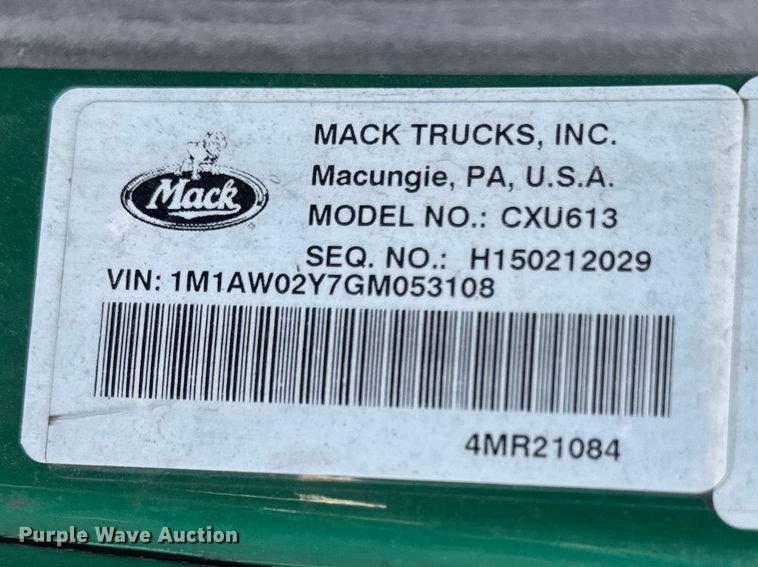 Mack
®
MACK TRUCKS, INC.
Macungie, PA, U.S.A.
MODEL NO.: CXU613
SEQ. NO.: H150212029
VIN: 1M1AW02Y7GM053108
4MR21084
Purple Wave Auction